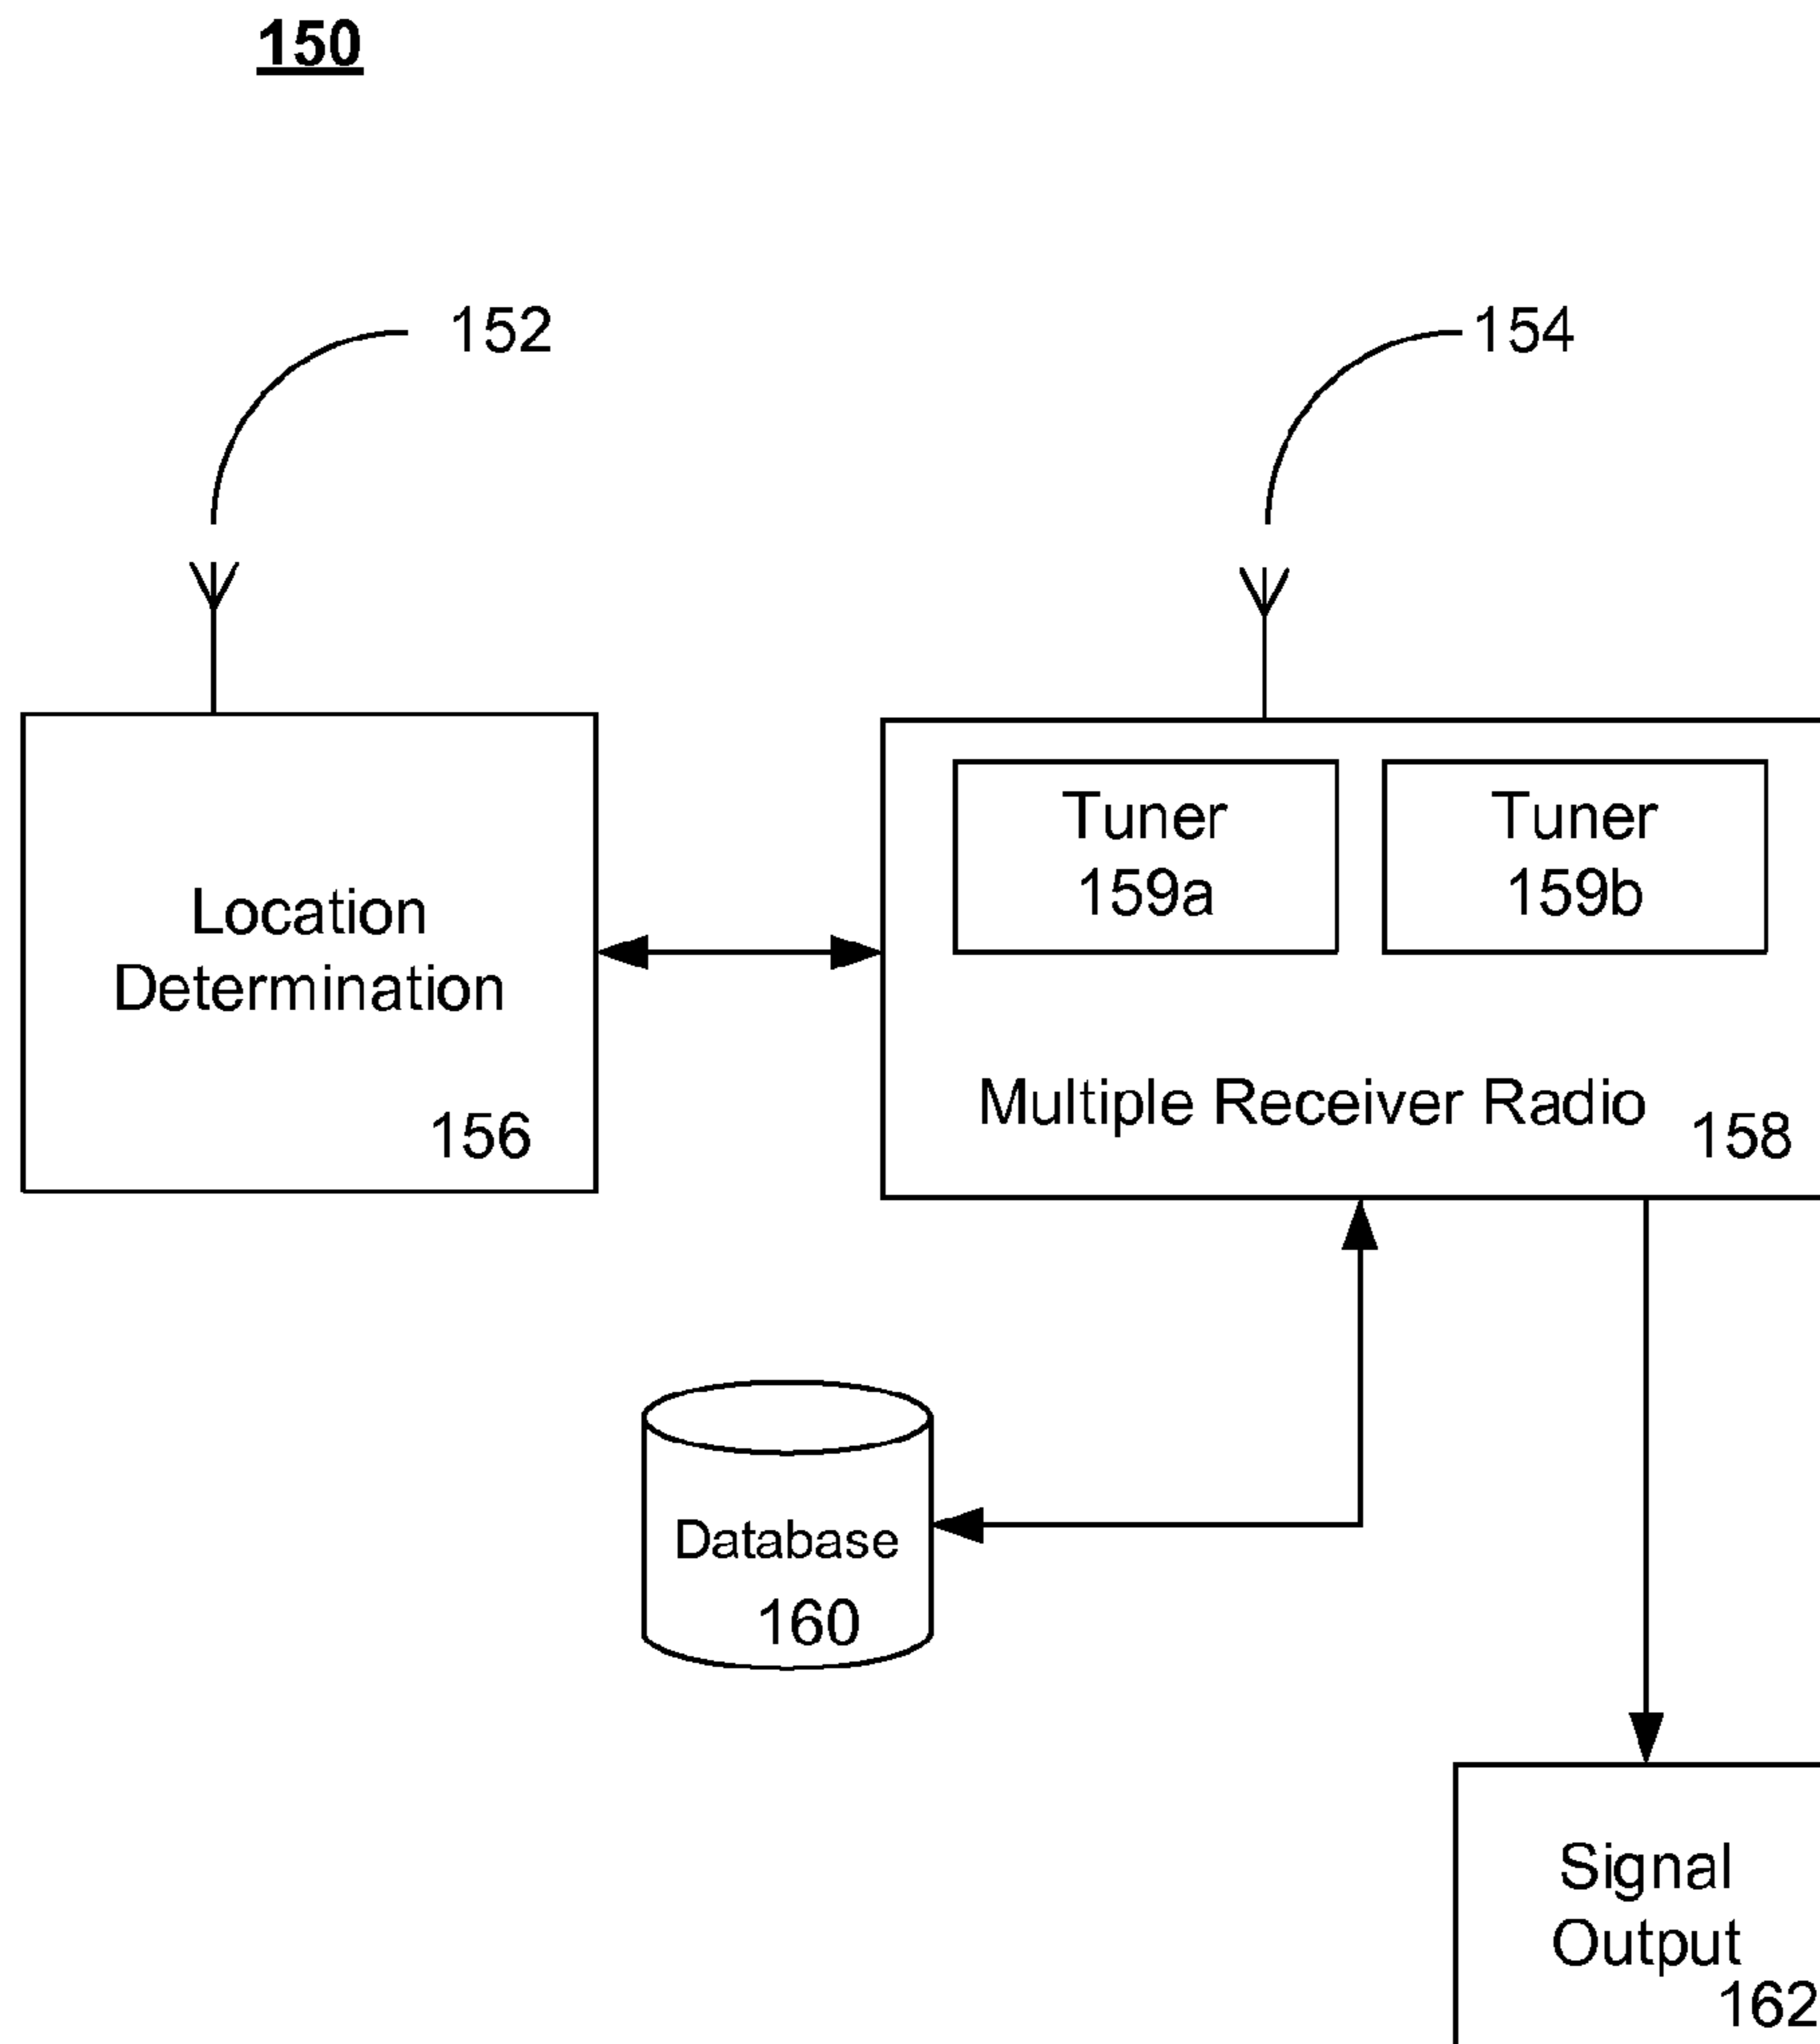 150
152
154
Tuner
159a
Tuner
159b
Location
Determination
156
Multiple Receiver Radio
158
Database
160
Signal
Output
162